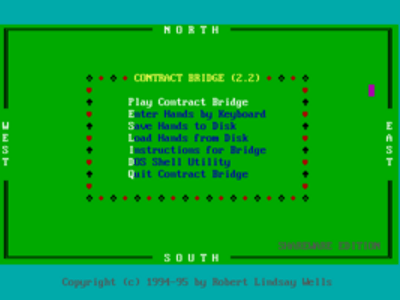 NORTH
CONTRACT BRIDGE (2.2)
Play Contract Bridge
Enter Hands by Keyboard
Save Hands to Disk
Load Hands from Disk
Instructions for Bridge
DOS Shell Utility
Quit Contract Bridge
WEST
EAST
SHAREWARE EDITION
SOUTH
Copyright (c) 1994-95 by Robert Lindsay Wells